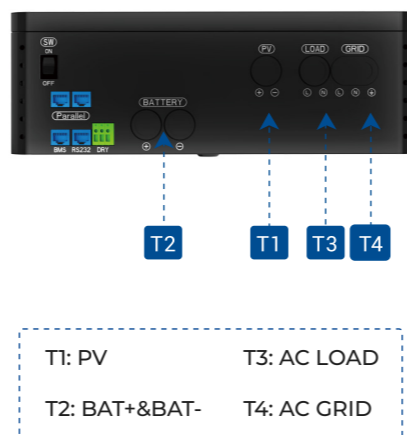 SW
ON
OFF
PV
LOAD
GRID
+ -
L N L N ⏚
Parallel
BATTERY
+ -
BMS RS232 DRY
T2
T1
T3
T4
T1: PV
T3: AC LOAD
T2: BAT+&BAT-
T4: AC GRID